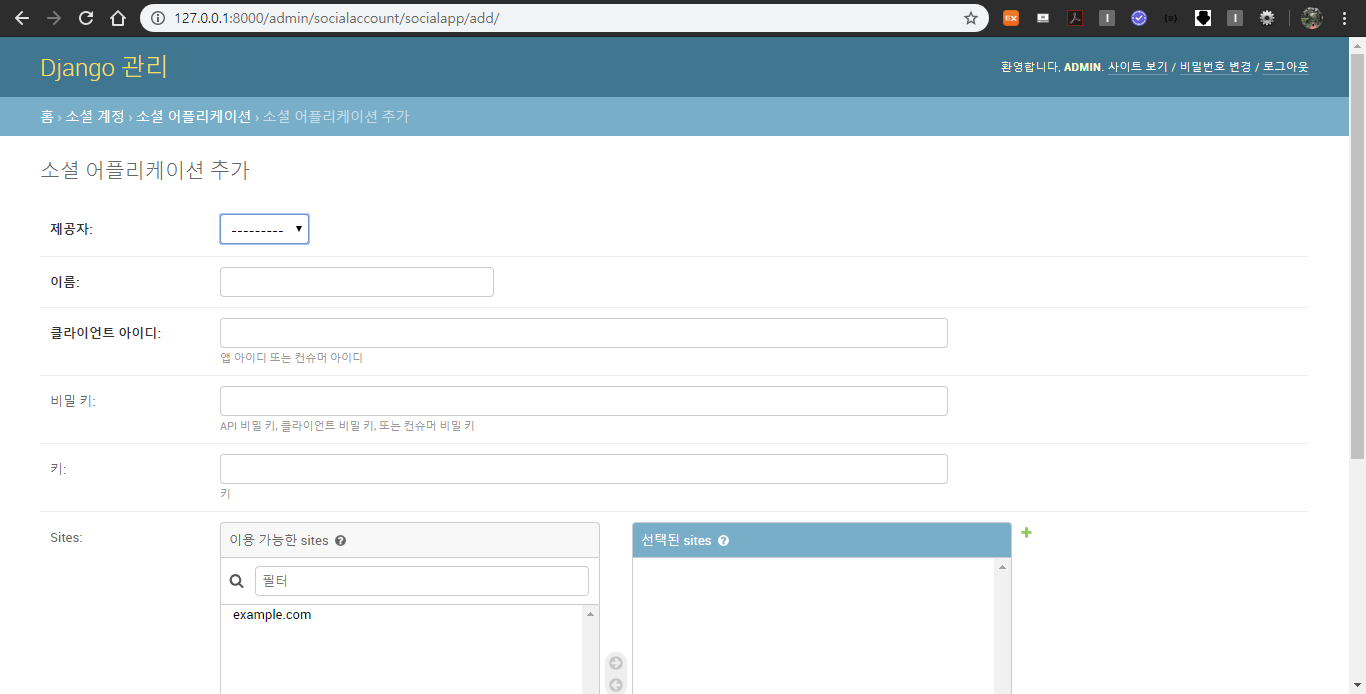 127.0.0.1:8000/admin/socialaccount/socialapp/add/
Django 관리
환영합니다, ADMIN. 사이트 보기 / 비밀번호 변경 / 로그아웃
홈 › 소셜 계정 › 소셜 어플리케이션 › 소셜 어플리케이션 추가
소셜 어플리케이션 추가
제공자:
---------
이름:
클라이언트 아이디:
앱 아이디 또는 컨슈머 아이디
비밀 키:
API 비밀 키, 클라이언트 비밀 키, 또는 컨슈머 비밀 키
키:
키
Sites:
이용 가능한 sites
선택된 sites
필터
example.com